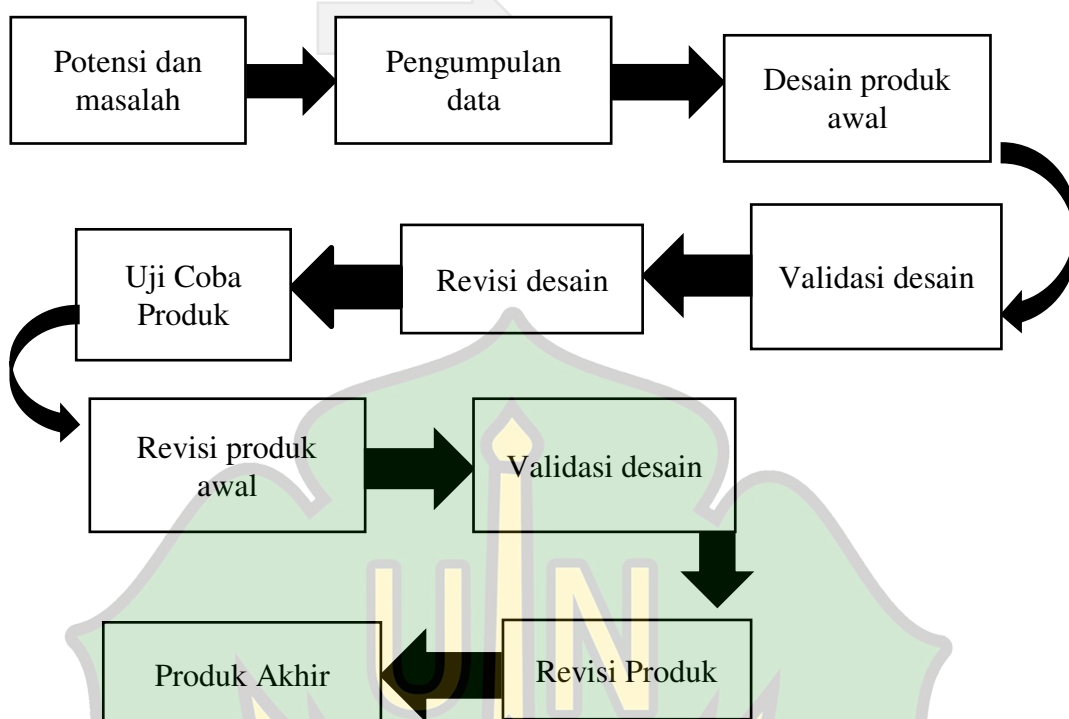 Potensi dan
masalah
Pengumpulan
data
Desain produk
awal
Validasi desain
Revisi desain
Uji Coba
Produk
Revisi produk
awal
Validasi desain
Revisi Produk
Produk Akhir
UIN